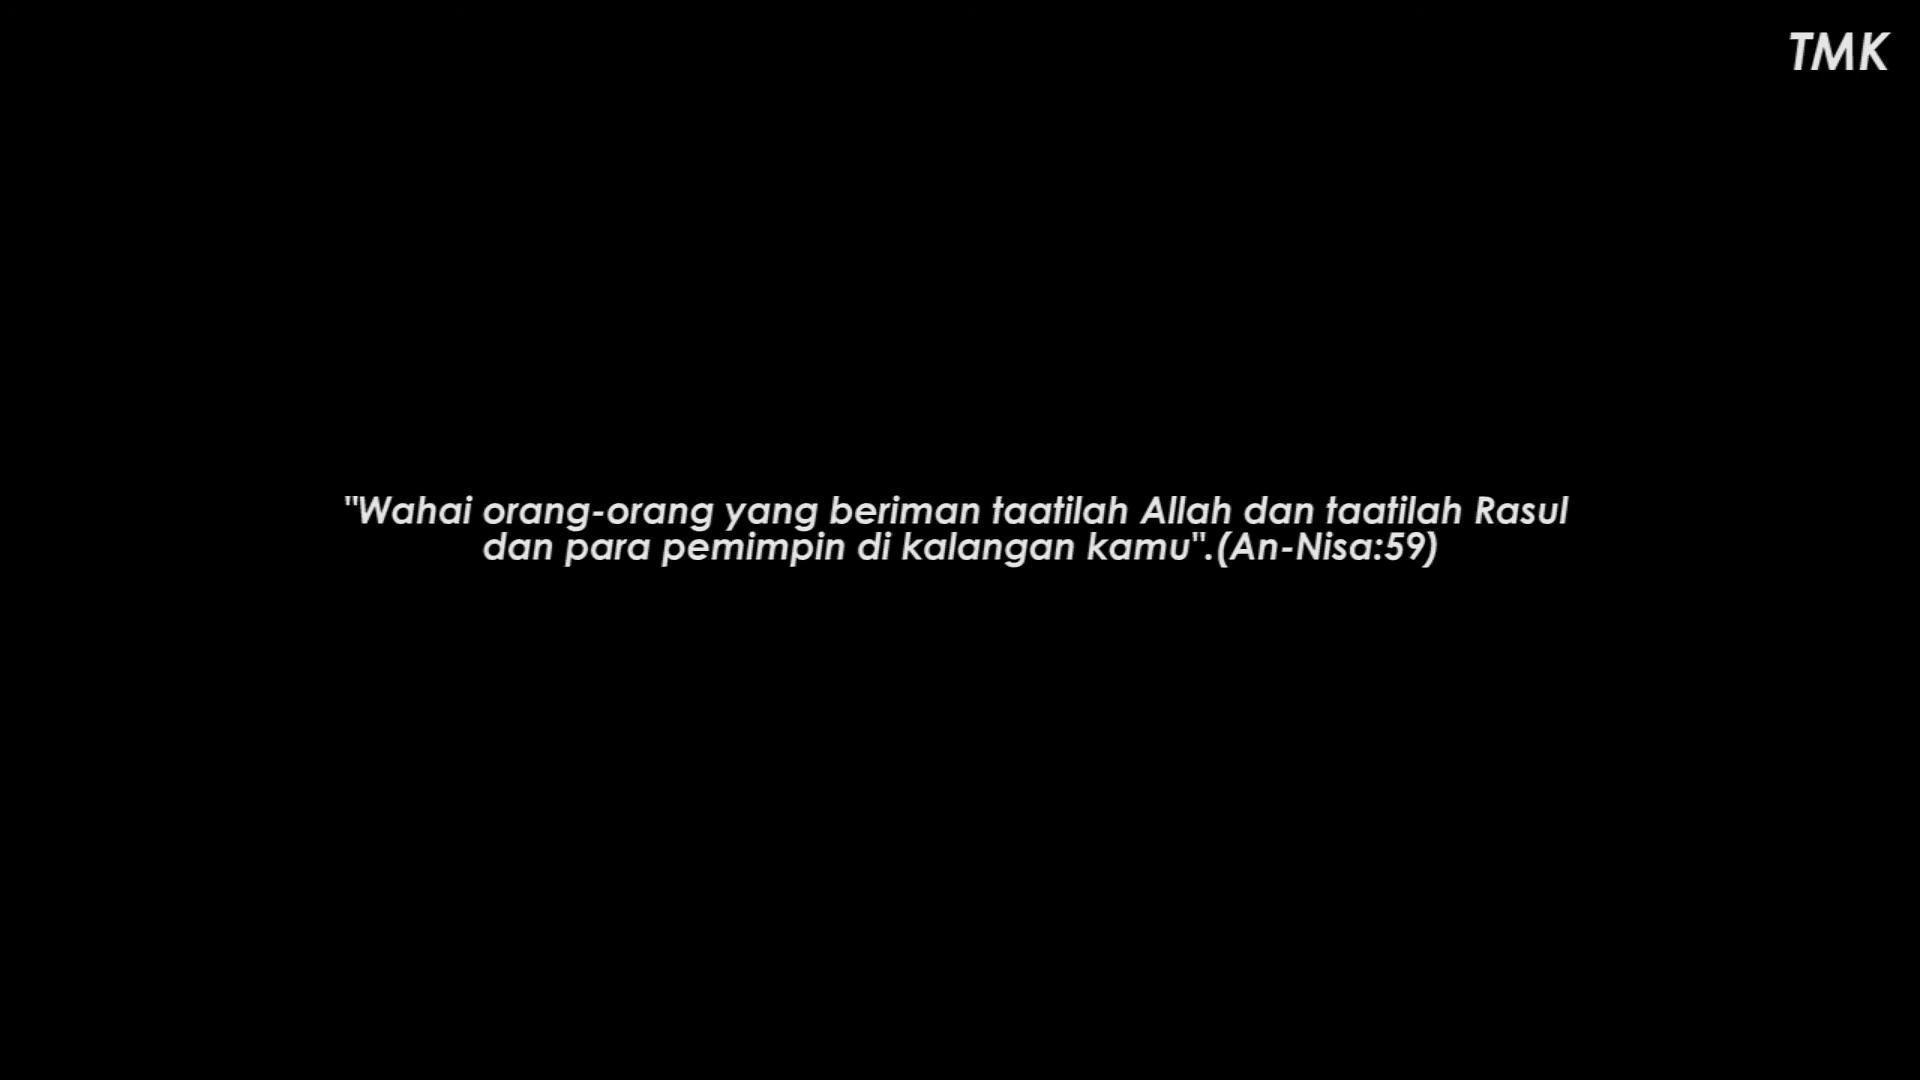 TMK
"Wahai orang-orang yang beriman taatilah Allah dan taatilah Rasul
dan para pemimpin di kalangan kamu".(An-Nisa:59)